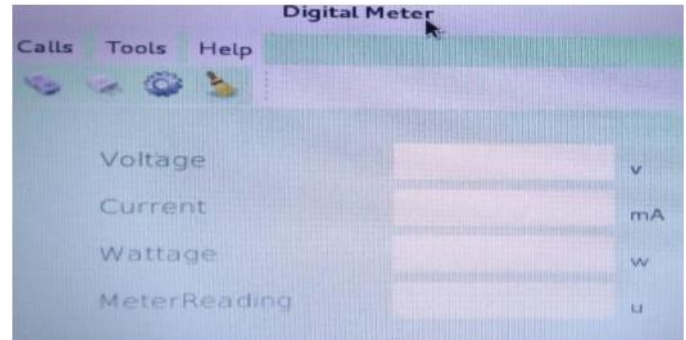 Digital Meter
Calls Tools Help
Voltage v
Current mA
Wattage w
MeterReading u